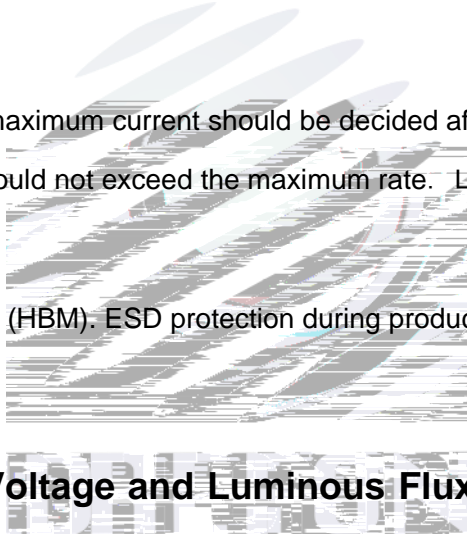 maximum current should be decided af
ould not exceed the maximum rate. L
(HBM). ESD protection during produc
Voltage and Luminous Flux